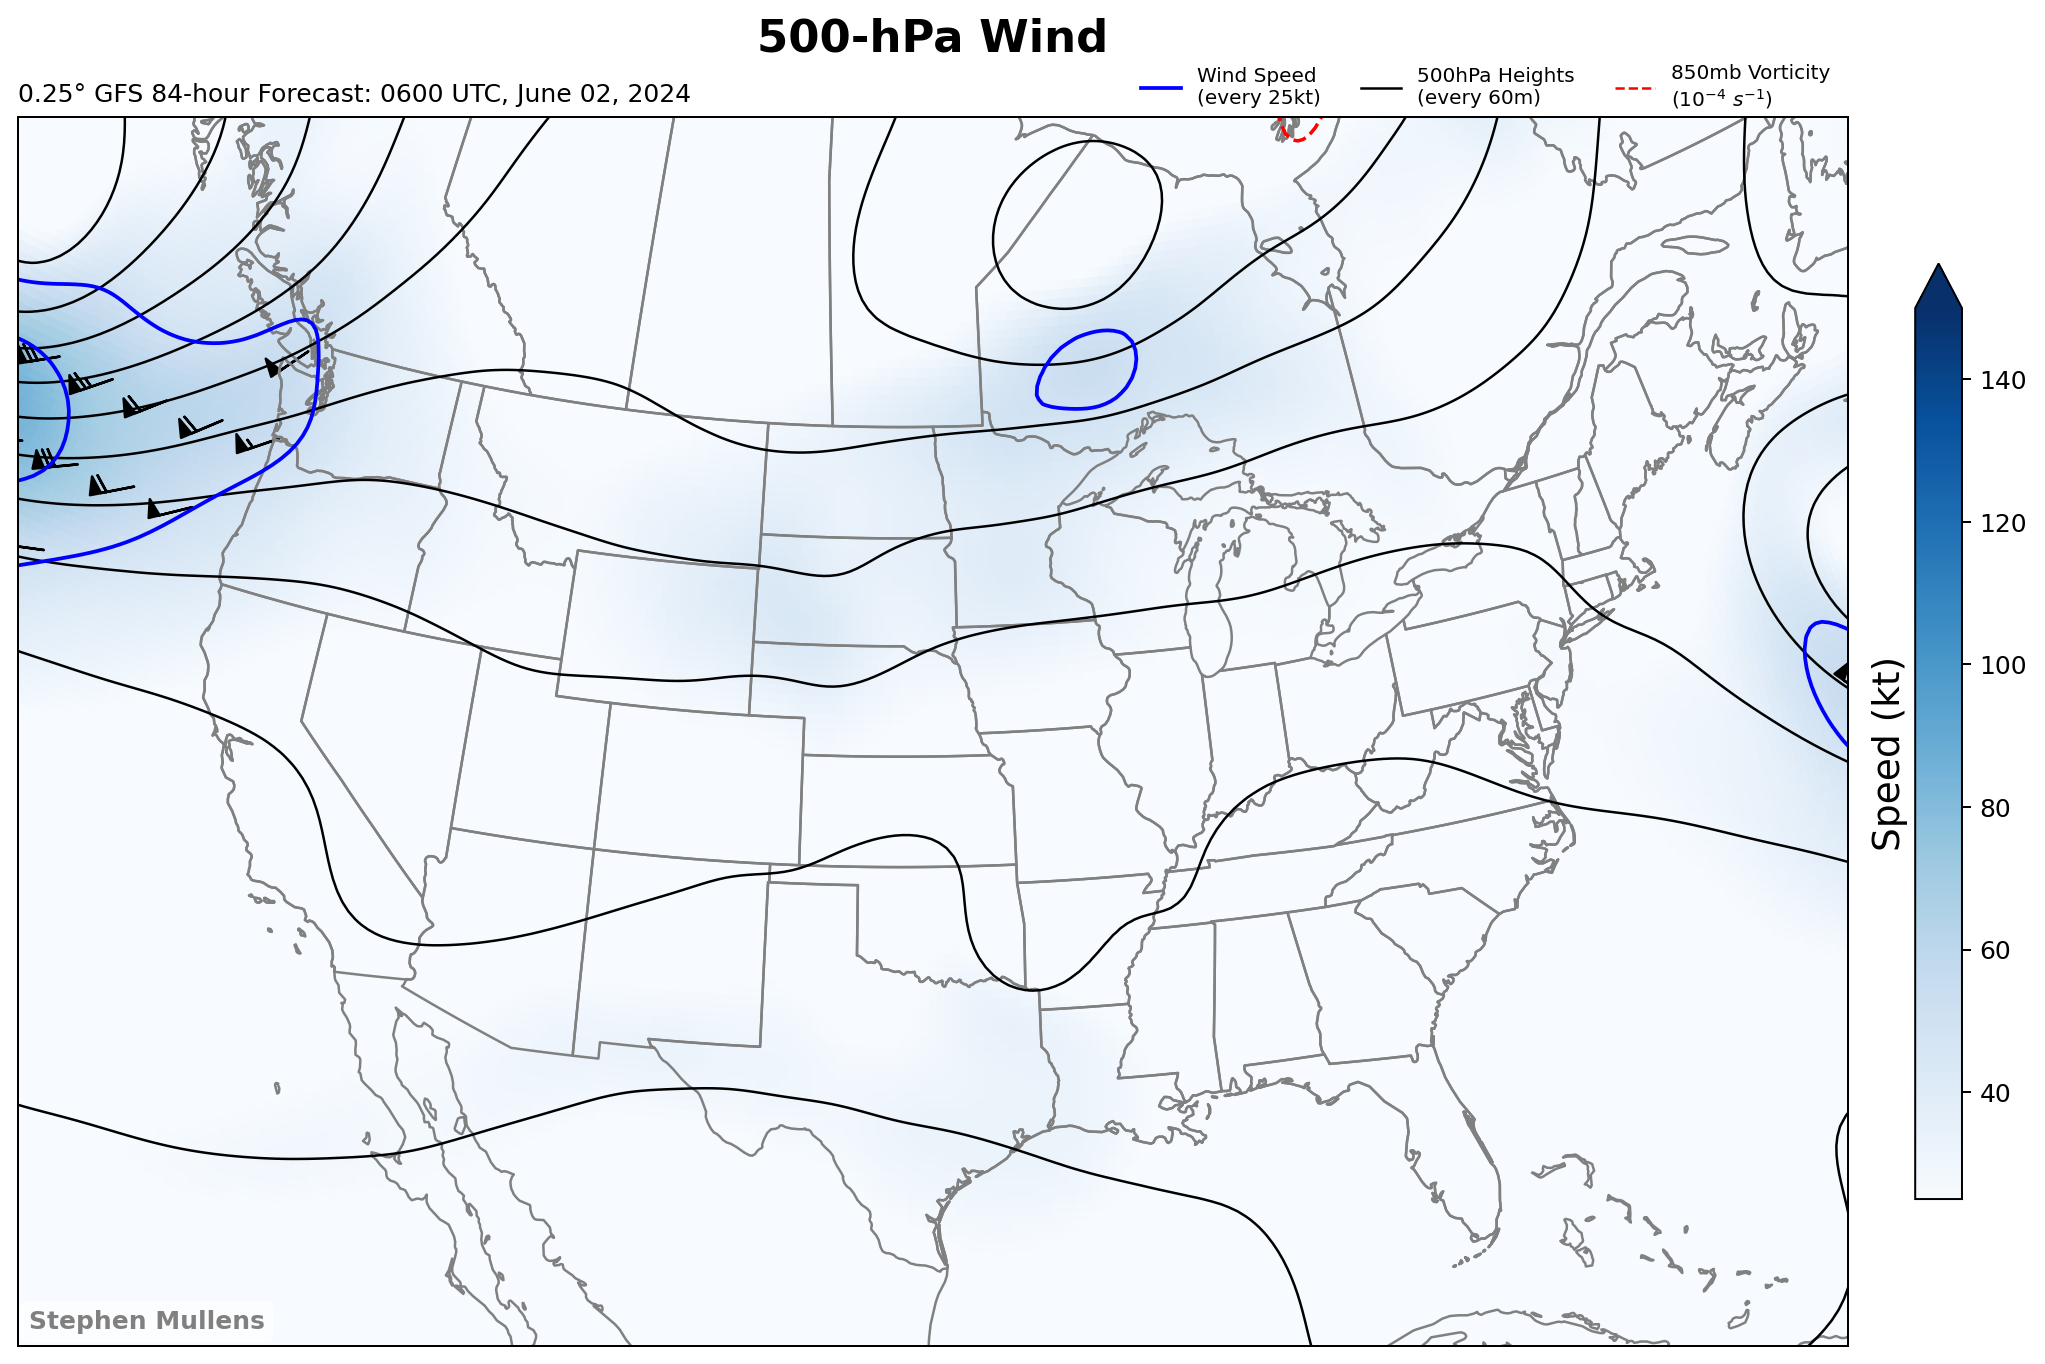 500-hPa Wind
0.25° GFS 84-hour Forecast: 0600 UTC, June 02, 2024
Wind Speed
(every 25kt)
500hPa Heights
(every 60m)
850mb Vorticity
(10⁻⁴ s⁻¹)
140
120
100
80
60
40
Speed (kt)
Stephen Mullens